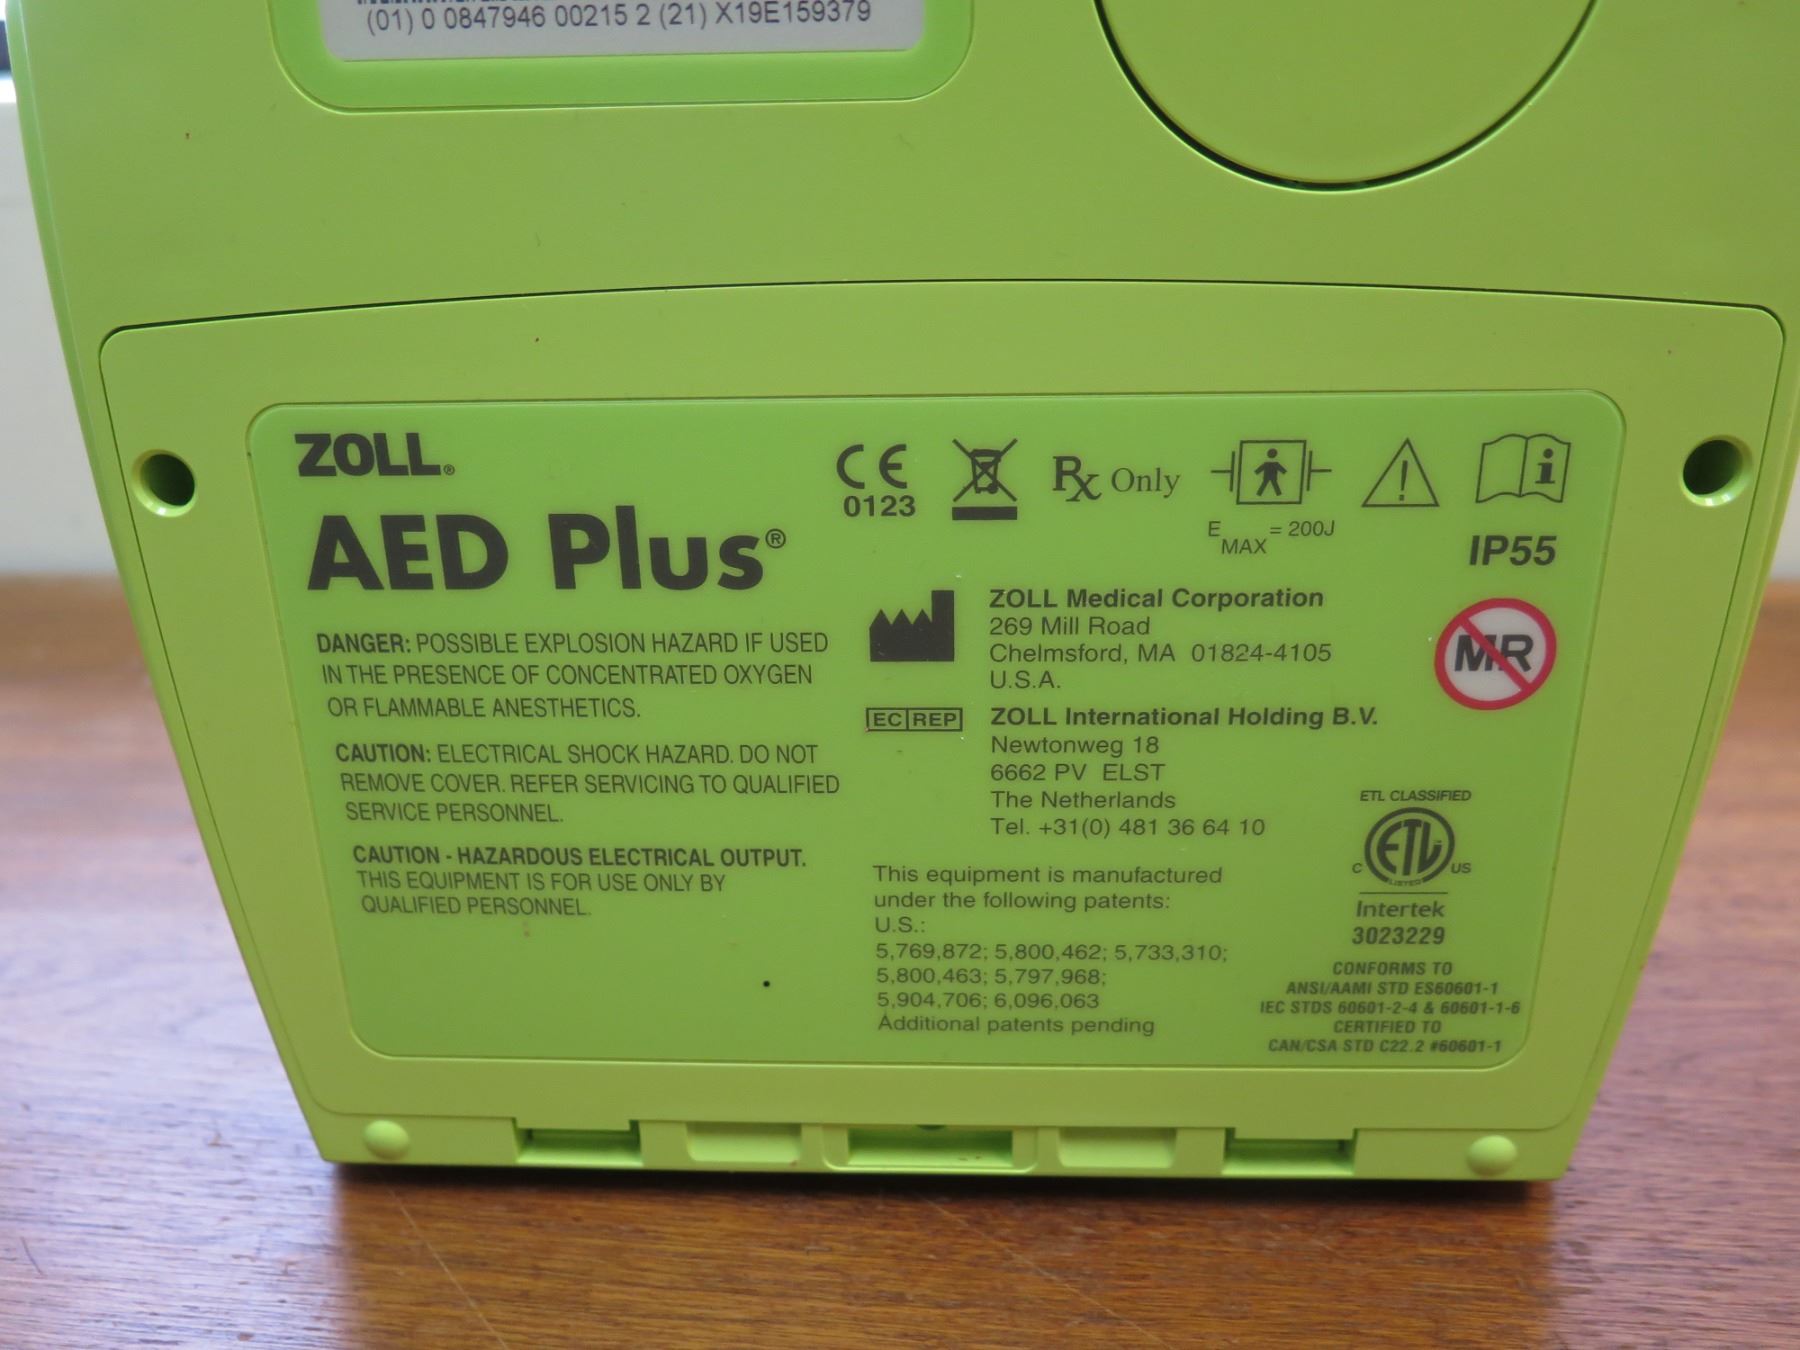 (01) 0 0847946 00215 2 (21) X19E159379
ZOLL®
AED Plus®
DANGER: POSSIBLE EXPLOSION HAZARD IF USED
IN THE PRESENCE OF CONCENTRATED OXYGEN
OR FLAMMABLE ANESTHETICS.
CAUTION: ELECTRICAL SHOCK HAZARD. DO NOT
REMOVE COVER. REFER SERVICING TO QUALIFIED
SERVICE PERSONNEL.
CAUTION - HAZARDOUS ELECTRICAL OUTPUT.
THIS EQUIPMENT IS FOR USE ONLY BY
QUALIFIED PERSONNEL.
CE
0123
Rx Only
E MAX = 200J
i
IP55
ZOLL Medical Corporation
269 Mill Road
Chelmsford, MA 01824-4105
U.S.A.
MR
EC REP
ZOLL International Holding B.V.
Newtonweg 18
6662 PV ELST
The Netherlands
Tel. +31(0) 481 36 64 10
This equipment is manufactured
under the following patents:
U.S.:
5,769,872; 5,800,462; 5,733,310;
5,800,463; 5,797,968;
5,904,706; 6,096,063
Additional patents pending
ETL CLASSIFIED
ETL
C LISTED US
Intertek
3023229
CONFORMS TO
ANSI/AAMI STD ES60601-1
IEC STDS 60601-2-4 & 60601-1-6
CERTIFIED TO
CAN/CSA STD C22.2 #60601-1